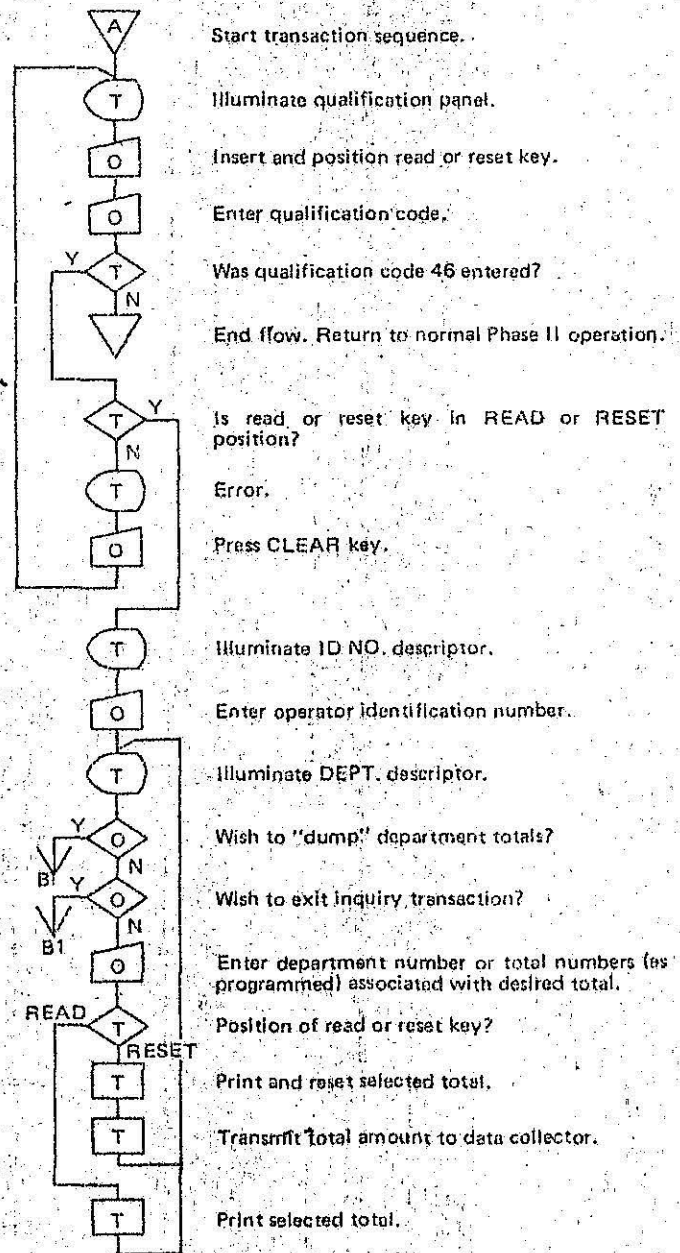 A Start transaction sequence.
T Illuminate qualification panel.
O Insert and position read or reset key.
O Enter qualification code.
Y T Was qualification code 46 entered?
N
End flow. Return to normal Phase II operation.
T Y Is read or reset key in READ or RESET
position?
N
T Error.
O Press CLEAR key.
T Illuminate ID NO. descriptor.
O Enter operator identification number.
T Illuminate DEPT. descriptor.
Y O Wish to "dump" department totals?
B N
Y O Wish to exit inquiry transaction?
B1 N
O Enter department number or total numbers (as
programmed) associated with desired total.
READ T Position of read or reset key?
RESET
T Print and reset selected total.
T Transmit total amount to data collector.
T Print selected total.